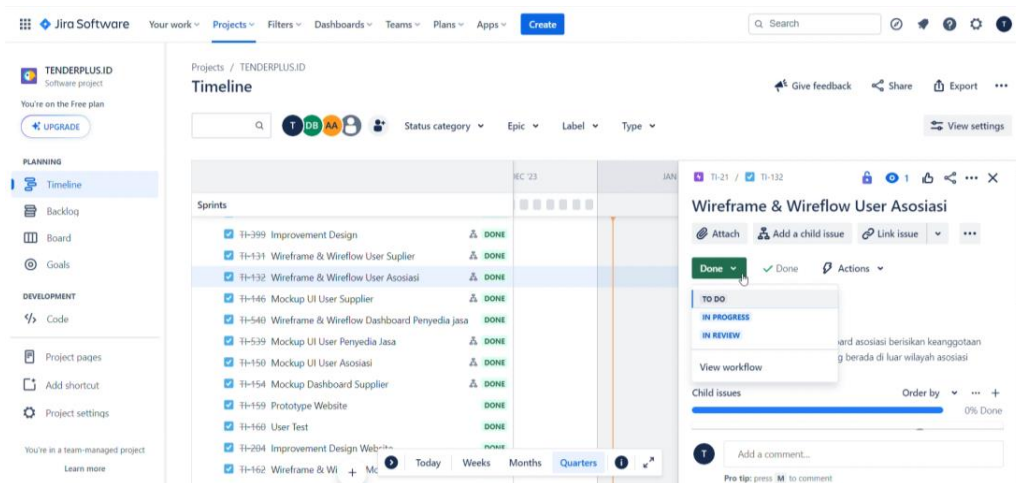 Jira Software Your work Projects Filters Dashboards Teams Plans Apps Create Search T
TENDERPLUS.ID
Software project
You're on the Free plan
UPGRADE
PLANNING
Timeline
Backlog
Board
Goals
DEVELOPMENT
Code
Project pages
Add shortcut
Project settings
You're in a team-managed project
Learn more
Projects / TENDERPLUS.ID
Timeline
Give feedback Share Export
T DB AA Status category Epic Label Type View settings
EC '23 JAN
Sprints
TI-399 Improvement Design DONE
TI-131 Wireframe & Wireflow User Suplier DONE
TI-132 Wireframe & Wireflow User Asosiasi DONE
TI-146 Mockup UI User Supplier DONE
TI-540 Wireframe & Wireflow Dashboard Penyedia jasa DONE
TI-539 Mockup UI User Penyedia Jasa DONE
TI-150 Mockup UI User Asosiasi DONE
TI-154 Mockup Dashboard Supplier DONE
TI-159 Prototype Website DONE
TI-160 User Test DONE
TI-204 Improvement Design Website DONE
TI-162 Wireframe & Wi
Today Weeks Months Quarters
TI-21 / TI-132 1
Wireframe & Wireflow User Asosiasi
Attach Add a child issue Link issue
Done Done Actions
TO DO
IN PROGRESS
IN REVIEW
View workflow
ard asosiasi berisikan keanggotaan
g berada di luar wilayah asosiasi
Child issues Order by
0% Done
T Add a comment...
Pro tip: press M to comment